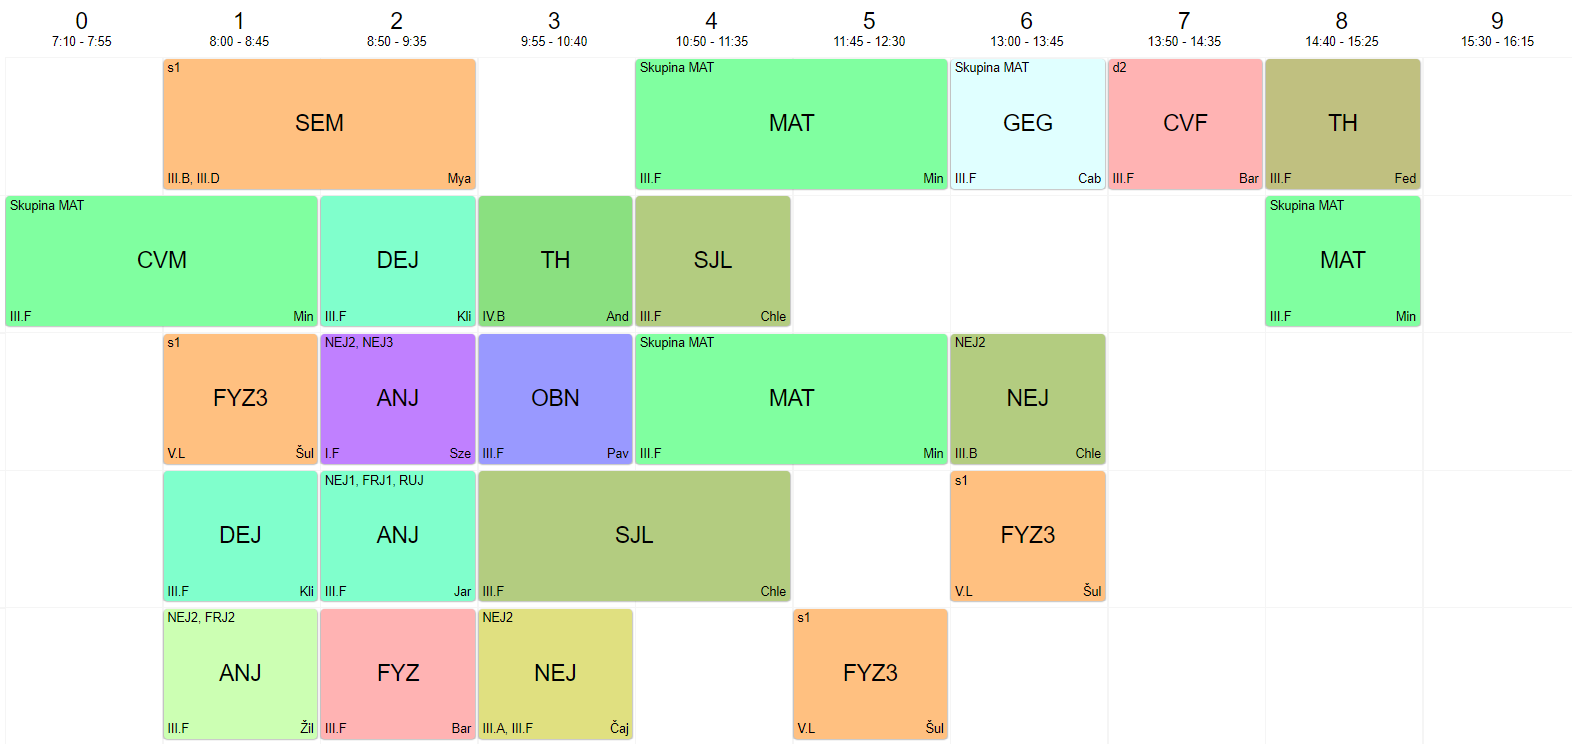 0 1 2 3 4 5 6 7 8 9
7:10 - 7:55 8:00 - 8:45 8:50 - 9:35 9:55 - 10:40 10:50 - 11:35 11:45 - 12:30 13:00 - 13:45 13:50 - 14:35 14:40 - 15:25 15:30 - 16:15
s1 Skupina MAT Skupina MAT d2
SEM MAT GEG CVF TH
III.B, III.D Mya III.F Min III.F Cab III.F Bar III.F Fed
Skupina MAT Skupina MAT
CVM DEJ TH SJL MAT
III.F Min III.F Kli IV.B And III.F Chle III.F Min
s1 NEJ2, NEJ3 Skupina MAT NEJ2
FYZ3 ANJ OBN MAT NEJ
V.L Šul I.F Sze III.F Pav III.F Min III.B Chle
NEJ1, FRJ1, RUJ s1
DEJ ANJ SJL FYZ3
III.F Kli III.F Jar III.F Chle V.L Šul
NEJ2, FRJ2 NEJ2 s1
ANJ FYZ NEJ FYZ3
III.F Žil III.F Bar III.A, III.F Čaj V.L Šul